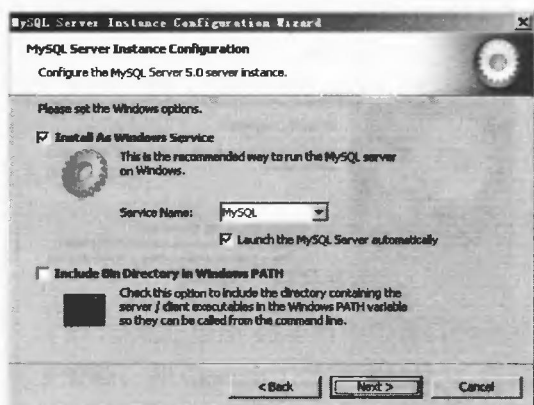 MySQL Server Instance Configuration Wizard
MySQL Server Instance Configuration
Configure the MySQL Server 5.0 server instance.
Please set the Windows options.
Install As Windows Service
This is the recommended way to run the MySQL server
on Windows.
Service Name:
MySQL
Launch the MySQL Server automatically
Include Bin Directory in Windows PATH
Check this option to include the directory containing the
server / client executables in the Windows PATH variable
so they can be called from the command line.
< Back
Next >
Cancel